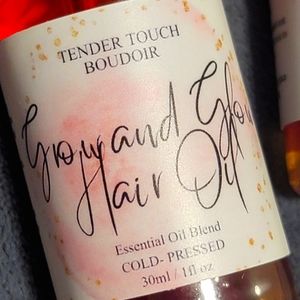 TENDER TOUCH
BOUDOIR
Grow and Glow
Hair Oil
Essential Oil Blend
COLD- PRESSED
30ml / 1fl oz